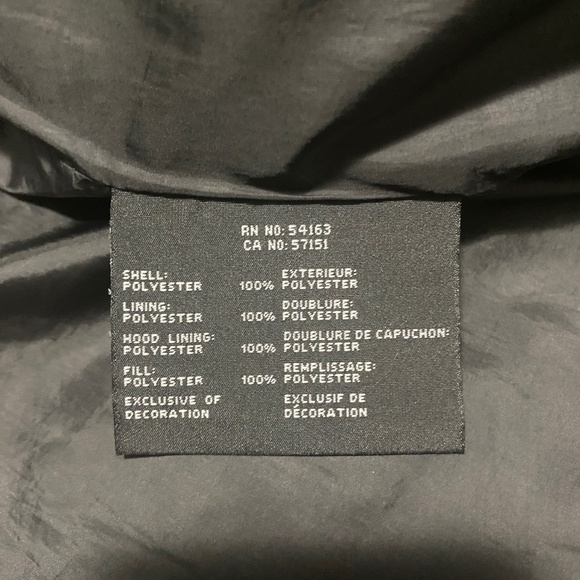 RN NO: 54163
CA NO: 57151
SHELL: EXTERIEUR:
POLYESTER 100% POLYESTER
LINING: DOUBLURE:
POLYESTER 100% POLYESTER
HOOD LINING: DOUBLURE DE CAPUCHON:
POLYESTER 100% POLYESTER
FILL: REMPLISSAGE:
POLYESTER 100% POLYESTER
EXCLUSIVE OF EXCLUSIF DE
DECORATION DÉCORATION